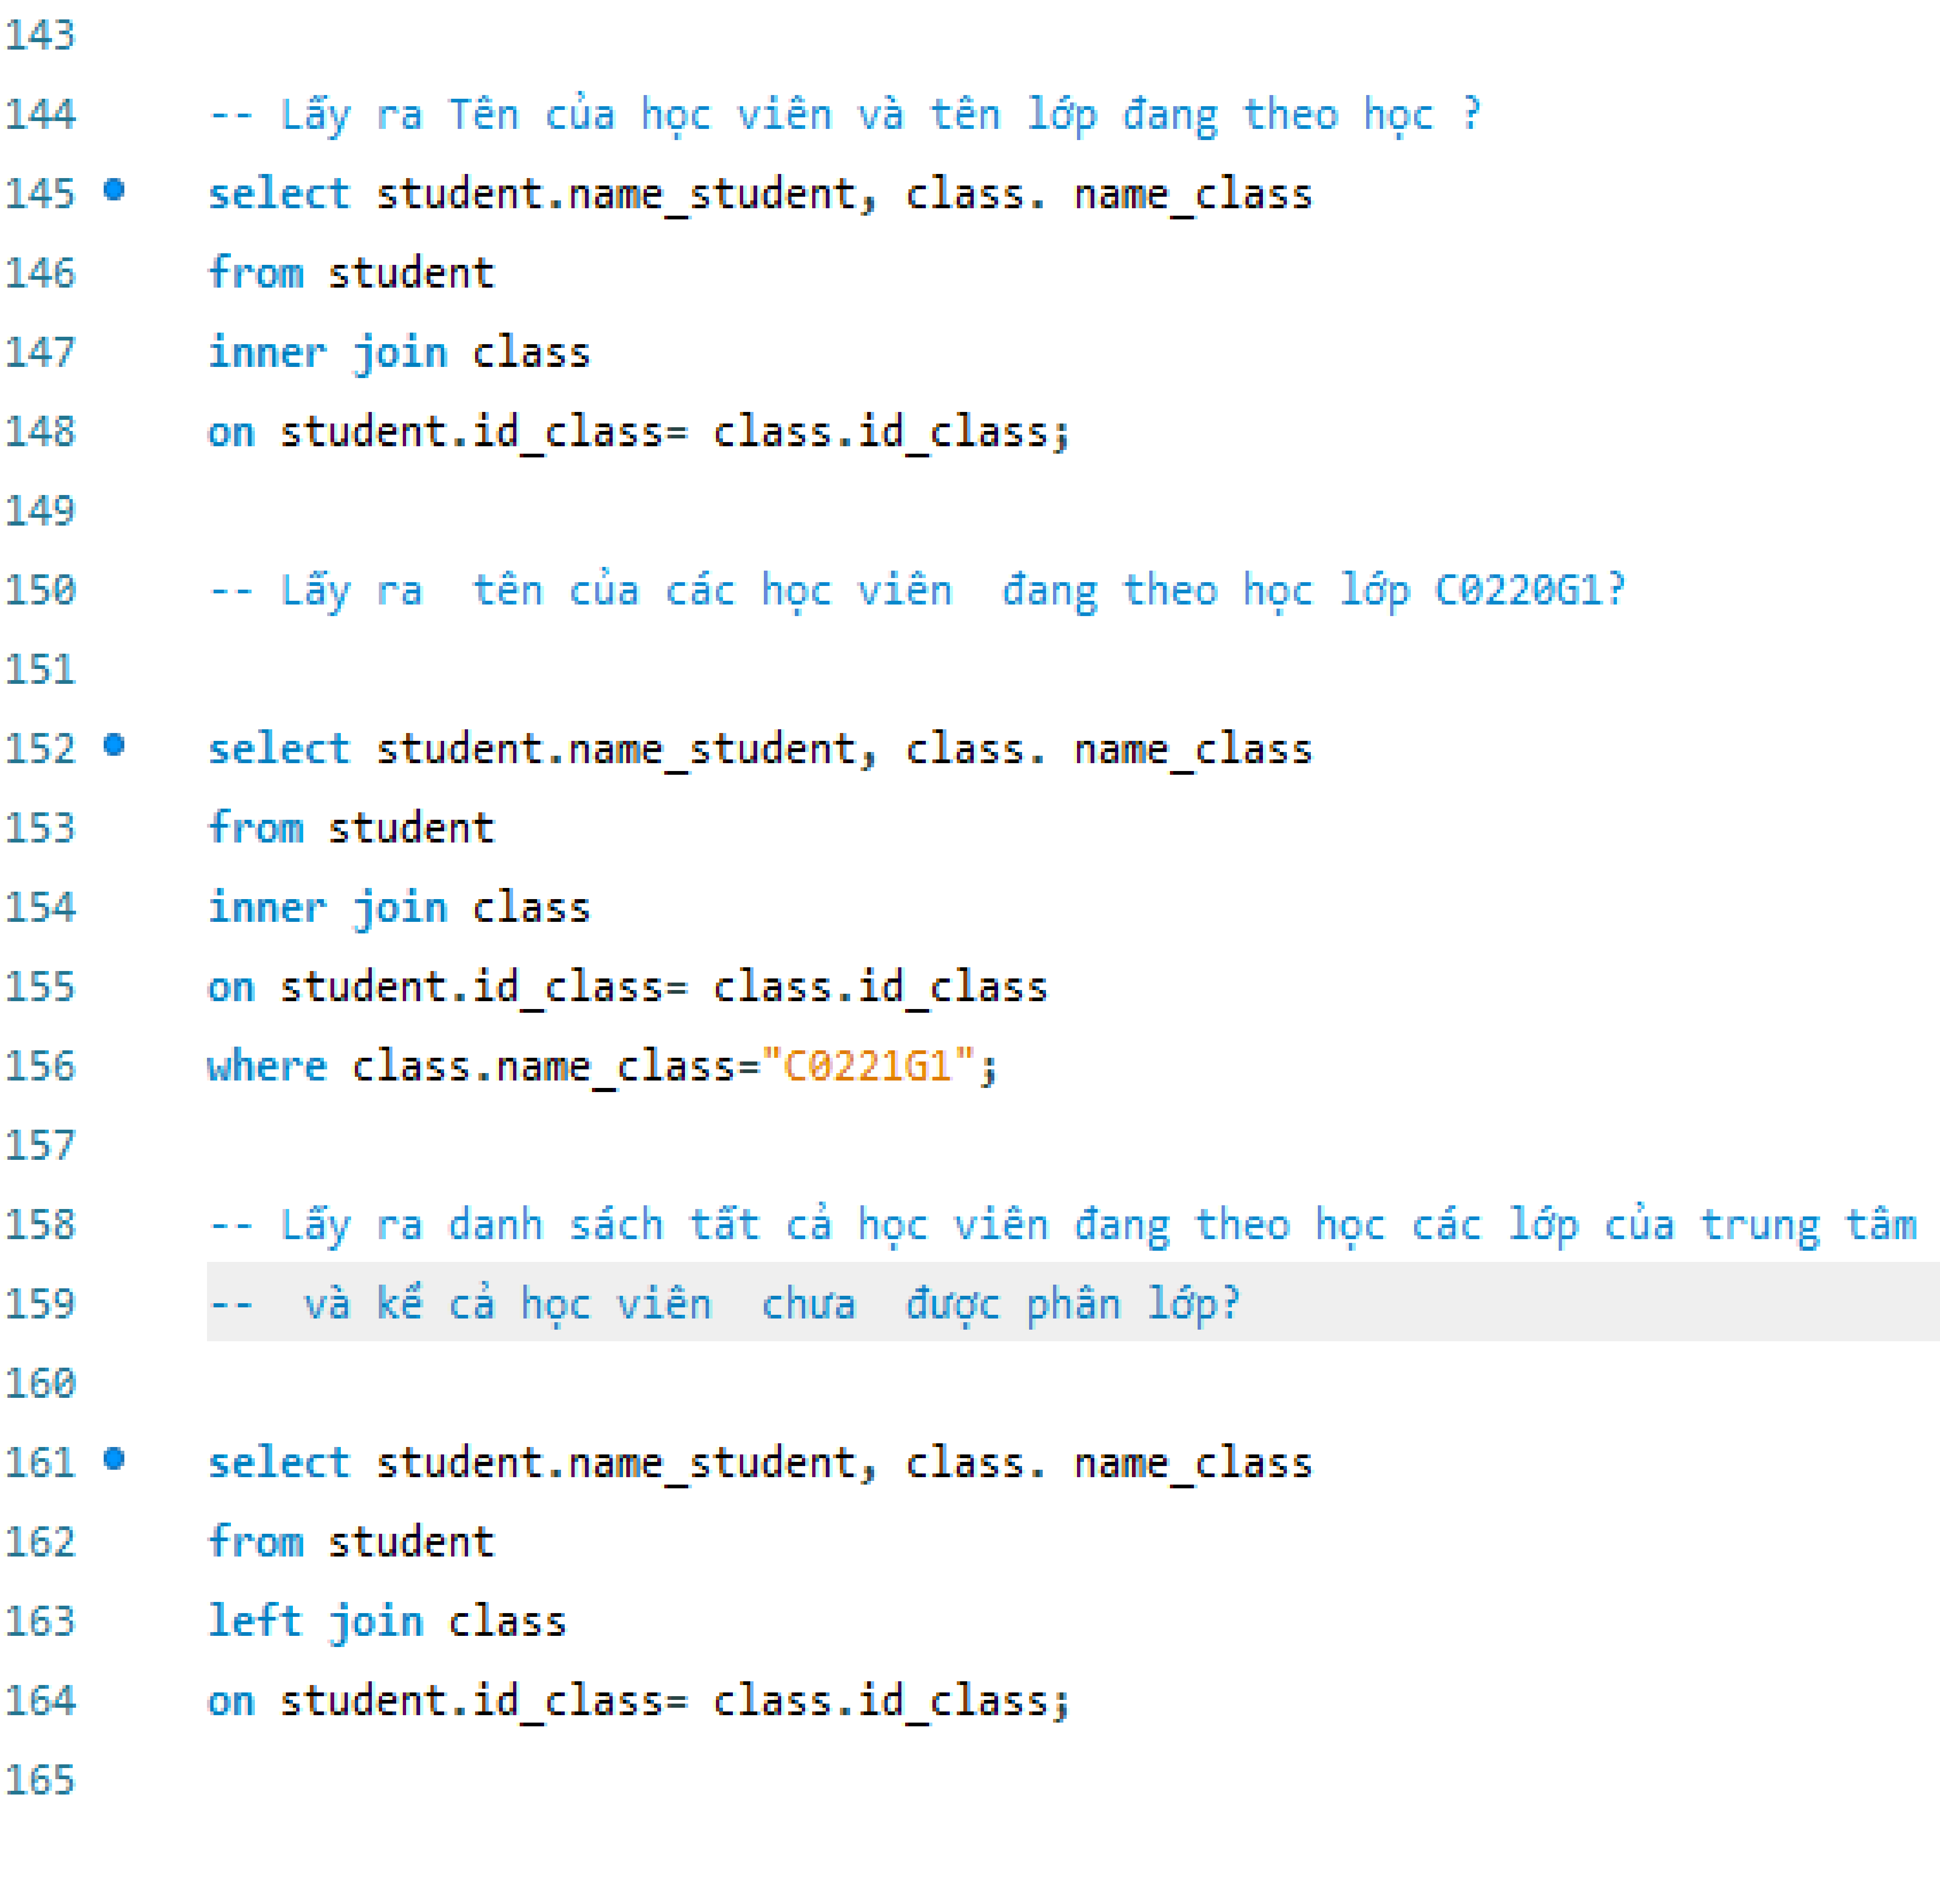 143
144 -- Lấy ra Tên của học viên và tên lớp đang theo học ?
145 select student.name_student, class. name_class
146 from student
147 inner join class
148 on student.id_class= class.id_class;
149
150 -- Lấy ra  tên của các học viên  đang theo học lớp C0220G1?
151
152 select student.name_student, class. name_class
153 from student
154 inner join class
155 on student.id_class= class.id_class
156 where class.name_class="C0221G1";
157
158 -- Lấy ra danh sách tất cả học viên đang theo học các lớp của trung tâm
159 --  và kể cả học viên  chưa  được phân lớp?
160
161 select student.name_student, class. name_class
162 from student
163 left join class
164 on student.id_class= class.id_class;
165